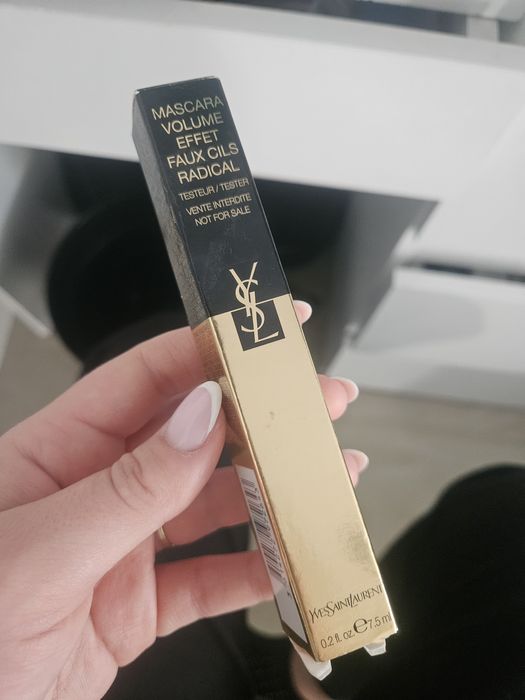 MASCARA
VOLUME
EFFET
FAUX CILS
RADICAL
TESTEUR / TESTER
VENTE INTERDITE
NOT FOR SALE
YSL
YVESSAINTLAURENT
0.2 fl. oz. ℮ 7.5 ml